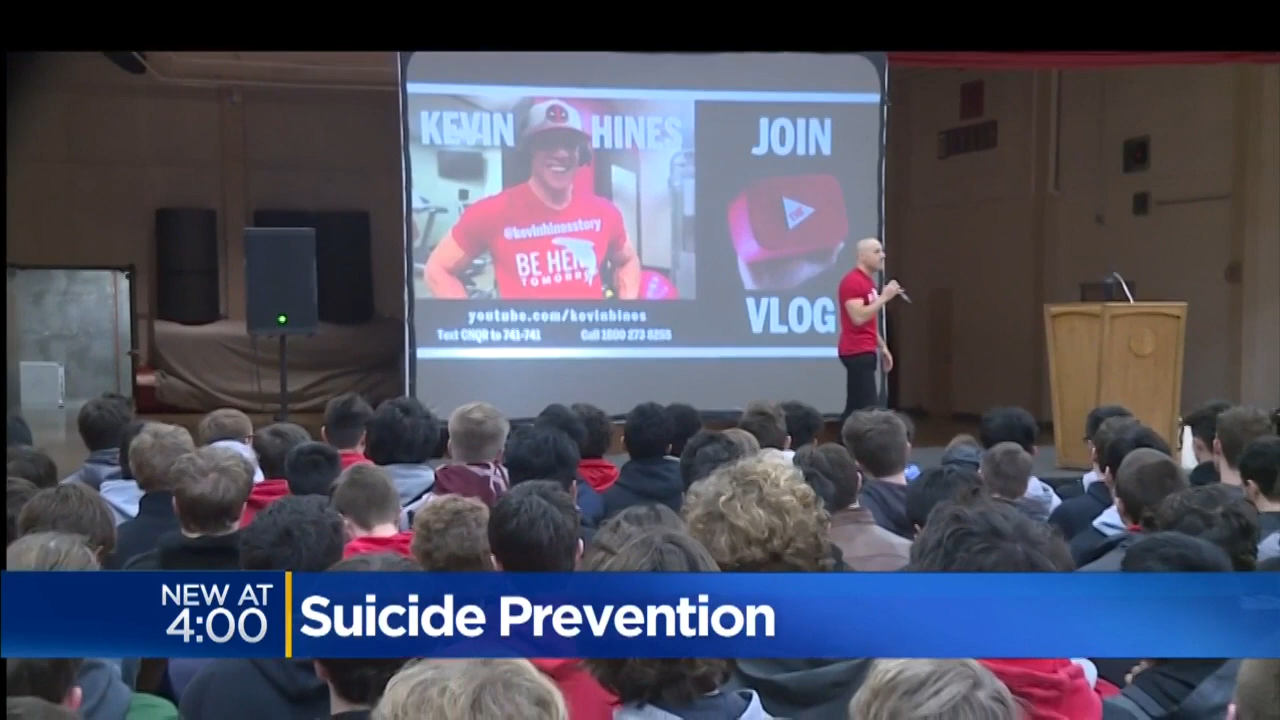 KEVIN HINES
JOIN
@kevinhinesstory
BE HERE
TOMORROW
VLOG
youtube.com/kevinhines
Text CNQR to 741-741
Call 1800 273 8255
NEW AT
4:00
Suicide Prevention